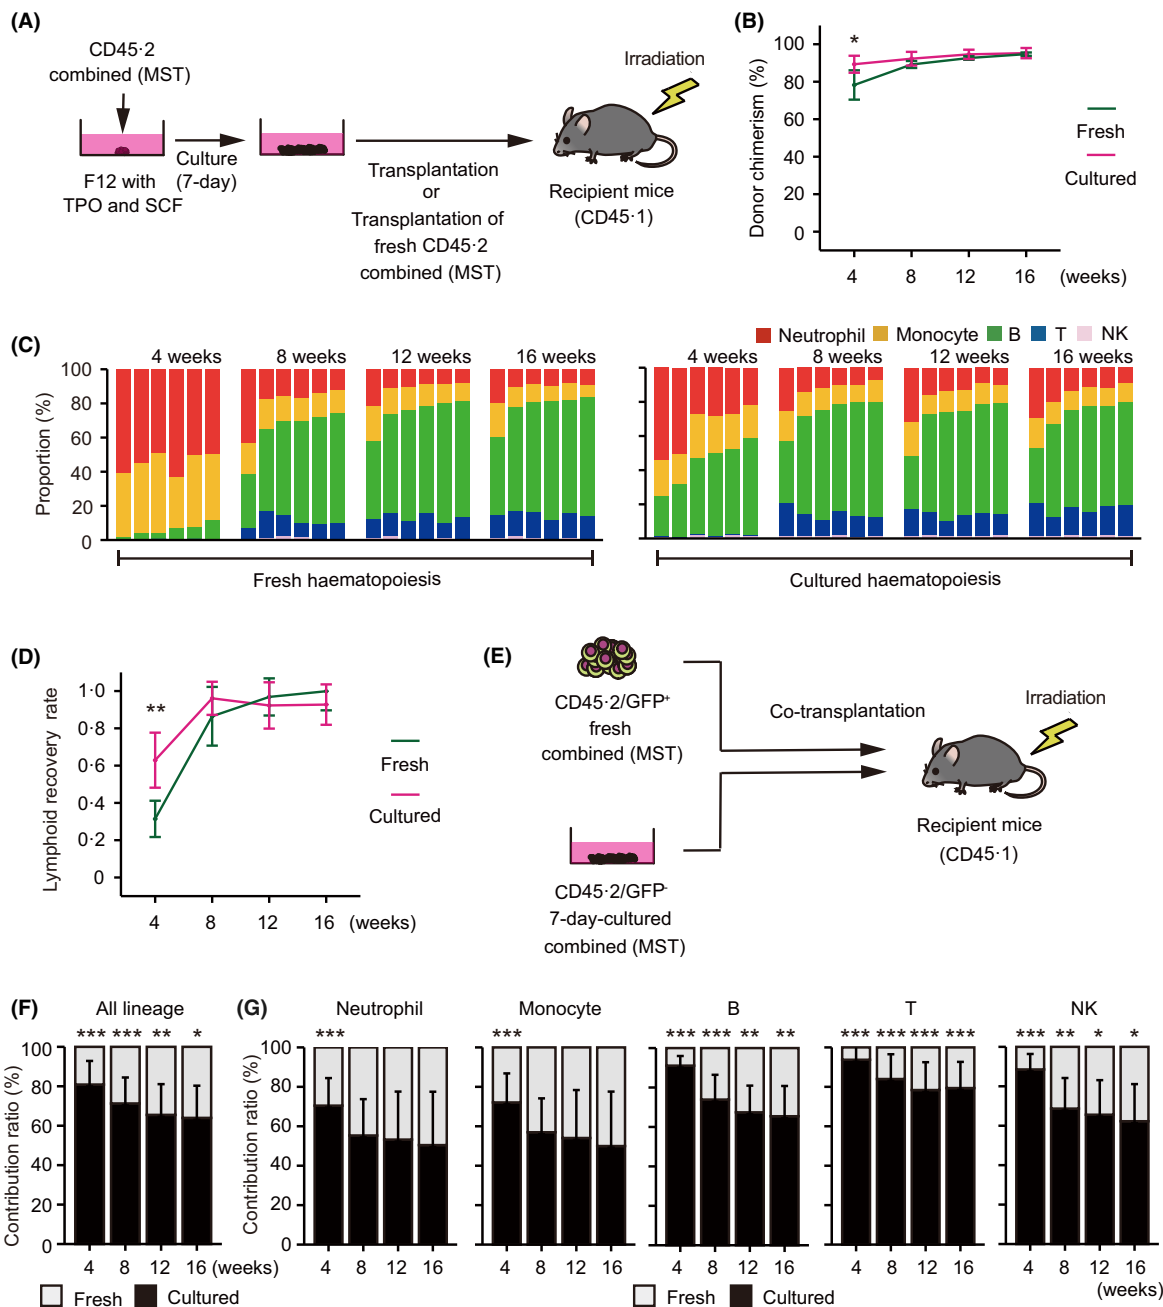 (A)
CD45·2
combined (MST)
F12 with
TPO and SCF
Culture
(7-day)
Transplantation
or
Transplantation of
fresh CD45·2
combined (MST)
Irradiation
Recipient mice
(CD45·1)
(B)
Donor chimerism (%)
100
80
60
40
20
0
*
4 8 12 16 (weeks)
Fresh
Cultured
(C)
Neutrophil Monocyte B T NK
Proportion (%)
100
80
60
40
20
0
4 weeks 8 weeks 12 weeks 16 weeks
Fresh haematopoiesis
4 weeks 8 weeks 12 weeks 16 weeks
Cultured haematopoiesis
(D)
Lymphoid recovery rate
1·0
0·8
0·6
0·4
0·2
0
**
4 8 12 16 (weeks)
Fresh
Cultured
(E)
CD45·2/GFP+
fresh
combined (MST)
CD45·2/GFP-
7-day-cultured
combined (MST)
Co-transplantation
Irradiation
Recipient mice
(CD45·1)
(F)
All lineage
*** *** ** *
Contribution ratio (%)
100
80
60
40
20
0
4 8 12 16 (weeks)
Fresh Cultured
(G)
Contribution ratio (%)
100
80
60
40
20
0
Neutrophil
***
4 8 12 16
Monocyte
***
4 8 12 16
B
*** *** ** **
4 8 12 16
T
*** *** *** ***
4 8 12 16
NK
*** ** * *
4 8 12 16
(weeks)
Fresh Cultured